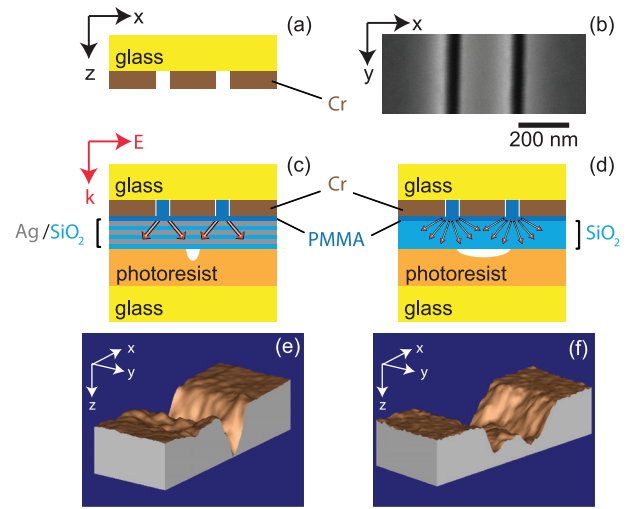 x
(a)
z
glass
Cr
x
(b)
y
200 nm
E
k
(c)
glass
Cr
Ag/SiO₂
PMMA
photoresist
glass
(d)
glass
SiO₂
photoresist
glass
x
y
z
(e)
x
y
z
(f)